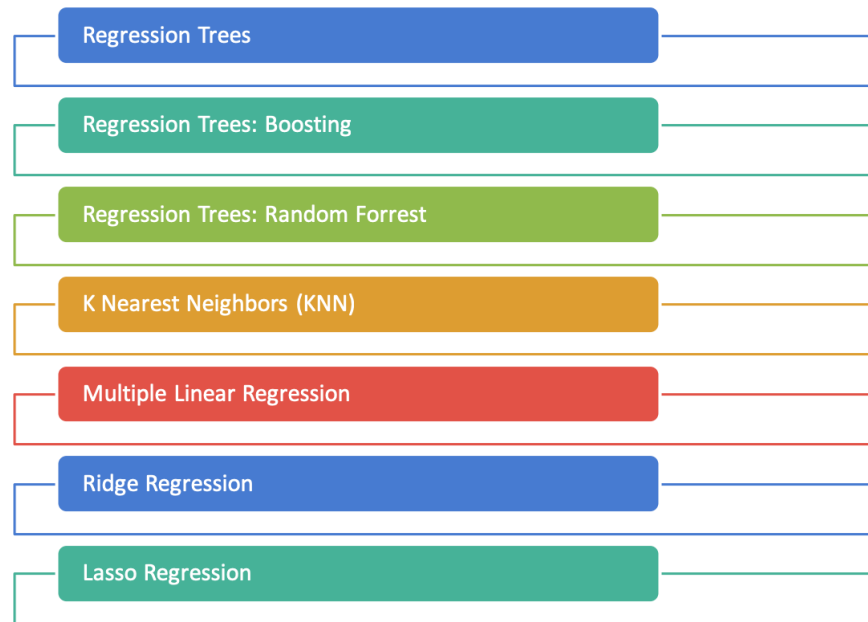 Regression Trees
Regression Trees: Boosting
Regression Trees: Random Forrest
K Nearest Neighbors (KNN)
Multiple Linear Regression
Ridge Regression
Lasso Regression